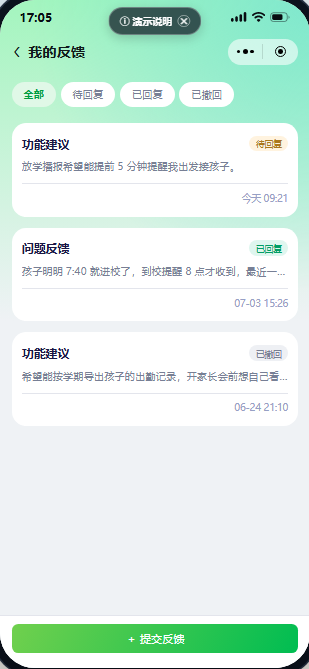 17:05
演示说明
我的反馈
全部 待回复 已回复 已撤回
功能建议 待回复
放学播报希望能提前 5 分钟提醒我出发接孩子。
今天 09:21
问题反馈 已回复
孩子明明 7:40 就进校了，到校提醒 8 点才收到，最近一...
07-03 15:26
功能建议 已撤回
希望能按学期导出孩子的出勤记录，开家长会前想自己看...
06-24 21:10
+ 提交反馈